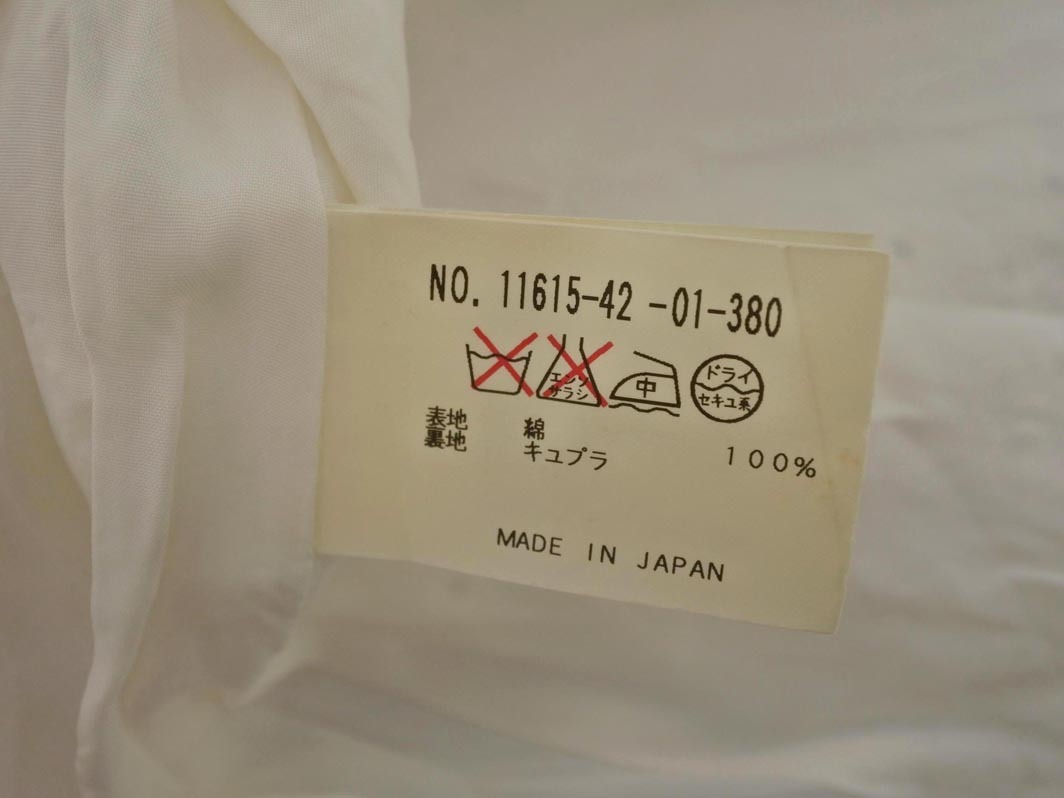 NO. 11615-42 -01-380
エンソ
サラシ
中
ドライ
セキユ系
表地 綿
裏地 キュプラ 100%
MADE IN JAPAN